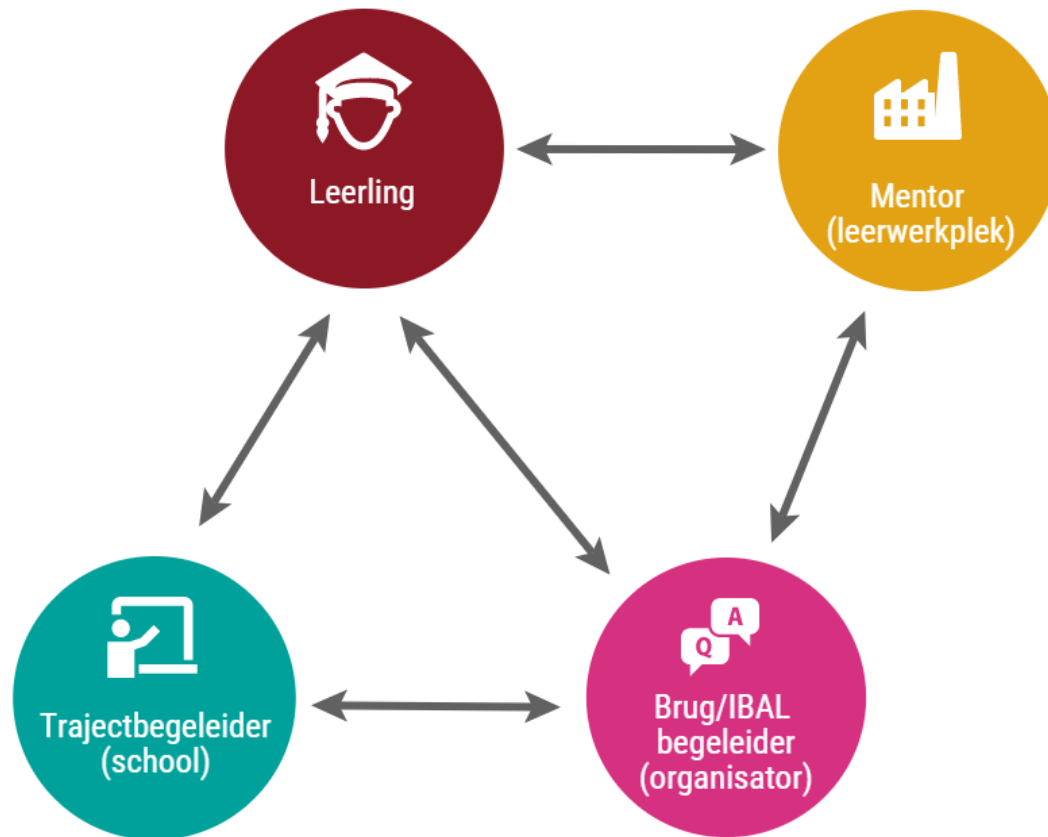 Leerling
Mentor
(leerwerkplek)
Q
A
Trajectbegeleider
(school)
Brug/IBAL
begeleider
(organisator)